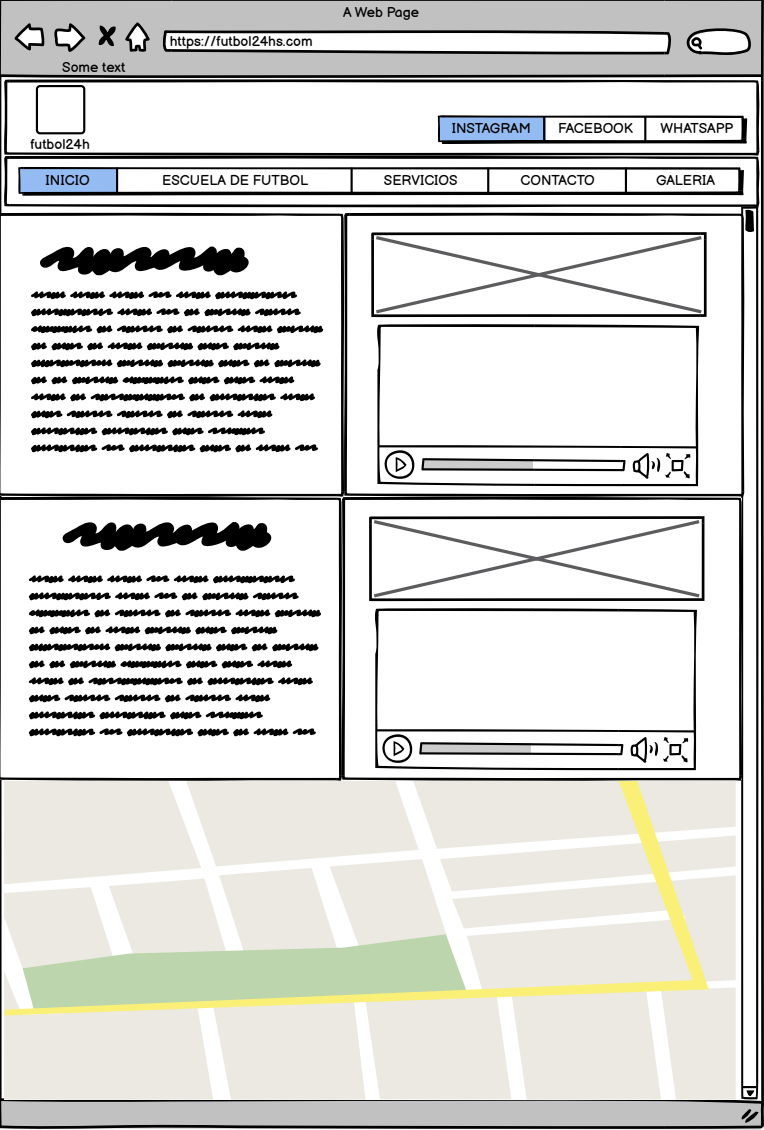 A Web Page
https://futbol24hs.com
Some text
futbol24h
INSTAGRAM FACEBOOK WHATSAPP
INICIO ESCUELA DE FUTBOL SERVICIOS CONTACTO GALERIA